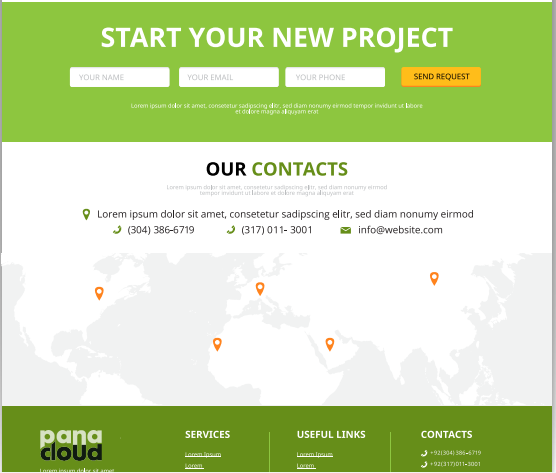 START YOUR NEW PROJECT
YOUR NAME YOUR EMAIL YOUR PHONE SEND REQUEST
Lorem ipsum dolor sit amet, consetetur sadipscing elitr, sed diam nonumy eirmod tempor invidunt ut labore
et dolore magna aliquyam erat
OUR CONTACTS
Lorem ipsum dolor sit amet, consetetur sadipscing elitr, sed diam nonumy eirmod
tempor invidunt ut labore et dolore magna aliquyam erat
Lorem ipsum dolor sit amet, consetetur sadipscing elitr, sed diam nonumy eirmod
(304) 386-6719 (317) 011- 3001 info@website.com
pana
cloud
Lorem ipsum dolor sit amet,
SERVICES USEFUL LINKS CONTACTS
Lorem Ipsum Lorem Ipsum +92(304)386-6719
Lorem Lorem +92(317)011-3001